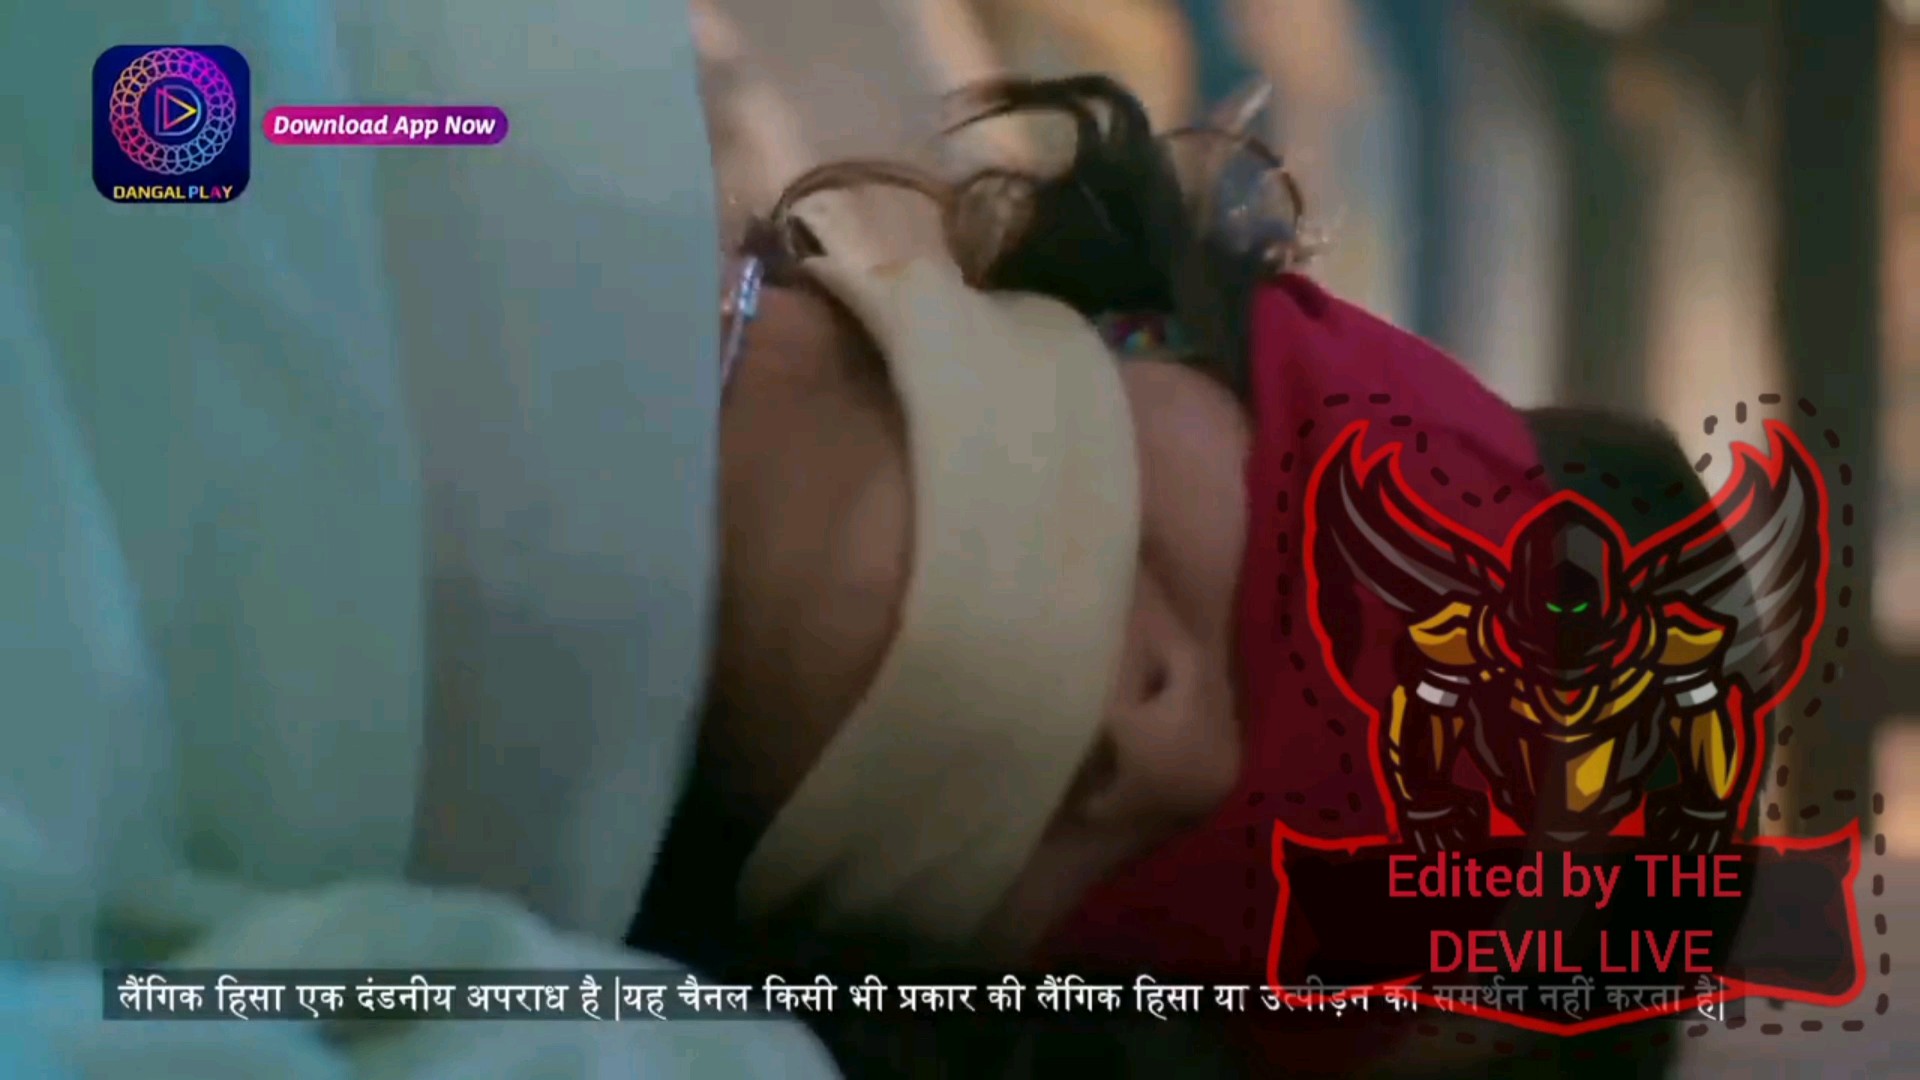 DANGAL PLAY
Download App Now
Edited by THE
DEVIL LIVE
लैंगिक हिसा एक दंडनीय अपराध है |यह चैनल किसी भी प्रकार की लैंगिक हिसा या उत्पीड़न का समर्थन नहीं करता है|